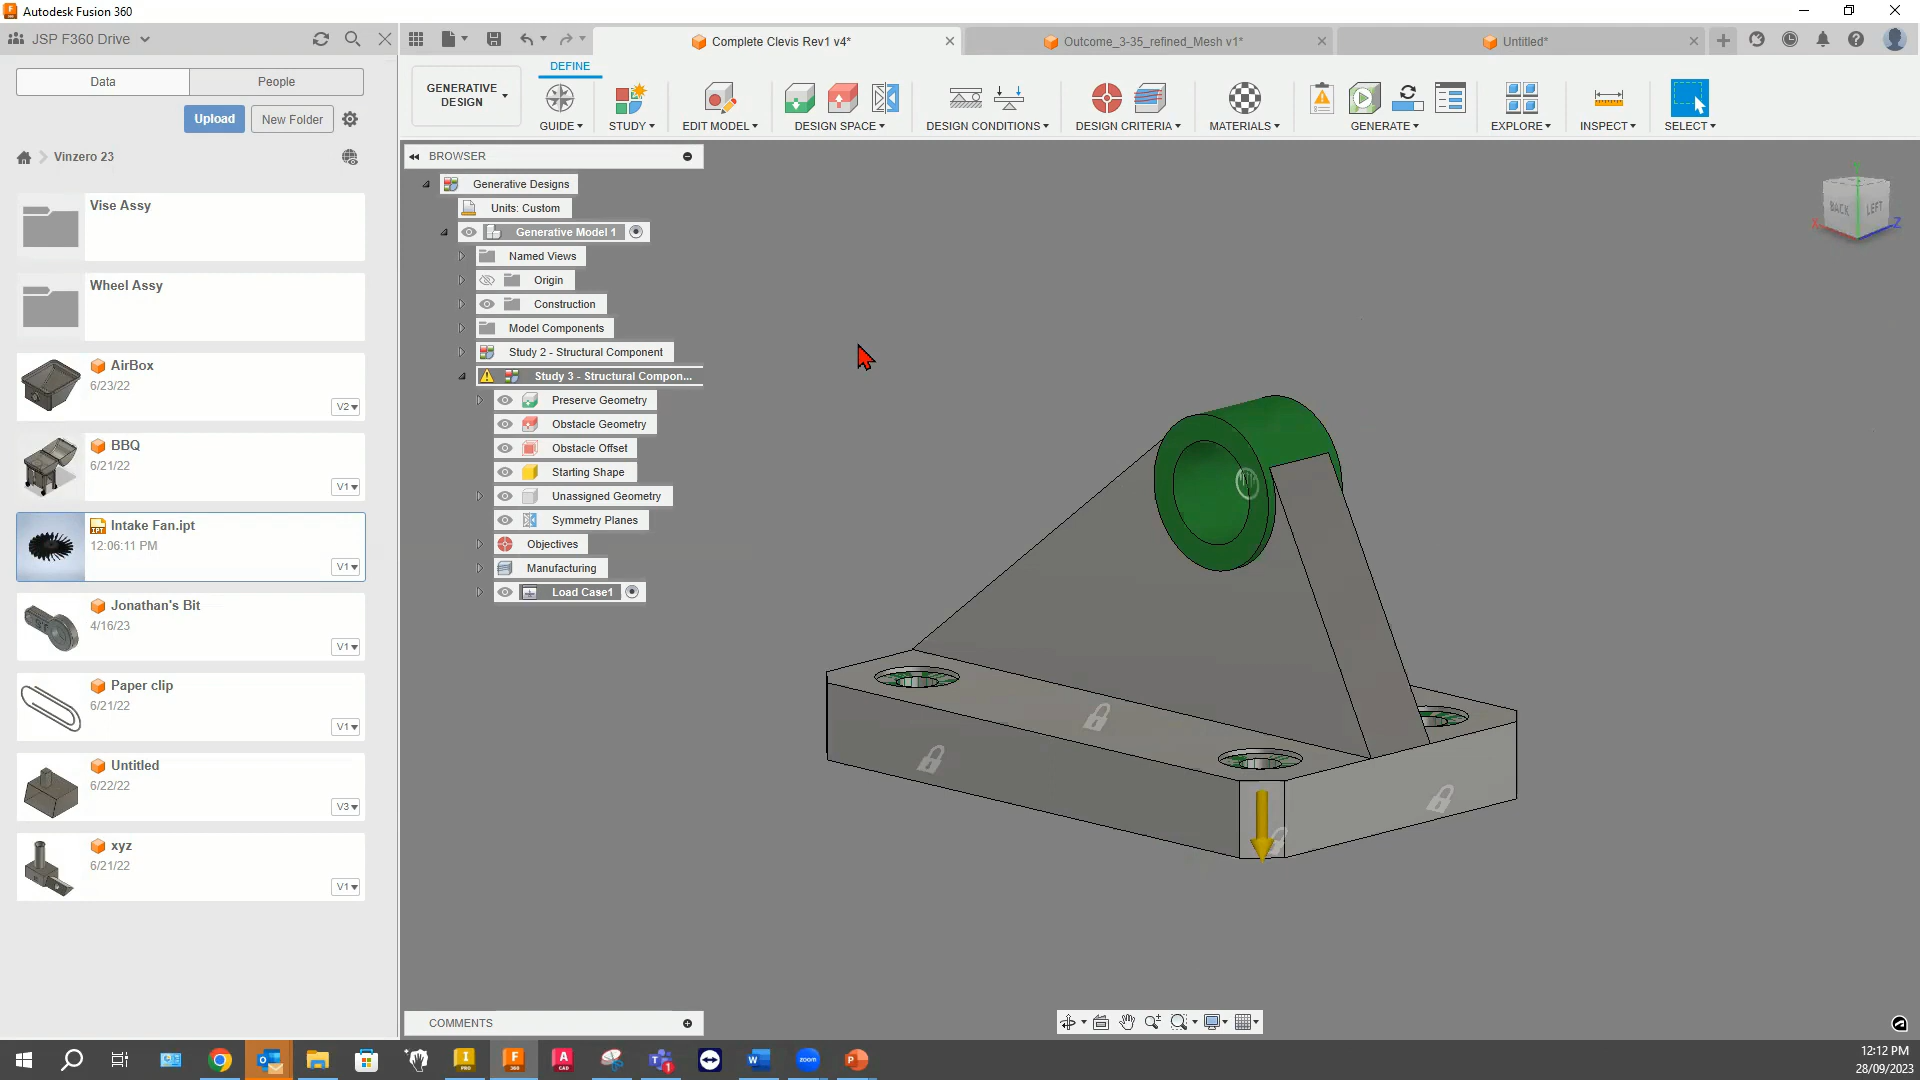 Autodesk Fusion 360
JSP F360 Drive
Complete Clevis Rev1 v4*
Outcome_3-35_refined_Mesh v1*
Untitled*
Data
People
Upload
New Folder
Vinzero 23
Vise Assy
Wheel Assy
AirBox
6/23/22
V2
BBQ
6/21/22
V1
Intake Fan.ipt
12:06:11 PM
V1
Jonathan's Bit
4/16/23
V1
Paper clip
6/21/22
V1
Untitled
6/22/22
V3
xyz
6/21/22
V1
GENERATIVE
DESIGN
DEFINE
GUIDE
STUDY
EDIT MODEL
DESIGN SPACE
DESIGN CONDITIONS
DESIGN CRITERIA
MATERIALS
GENERATE
EXPLORE
INSPECT
SELECT
BROWSER
Generative Designs
Units: Custom
Generative Model 1
Named Views
Origin
Construction
Model Components
Study 2 - Structural Component
Study 3 - Structural Compon...
Preserve Geometry
Obstacle Geometry
Obstacle Offset
Starting Shape
Unassigned Geometry
Symmetry Planes
Objectives
Manufacturing
Load Case1
BACK
LEFT
X
Y
Z
COMMENTS
12:12 PM
28/09/2023